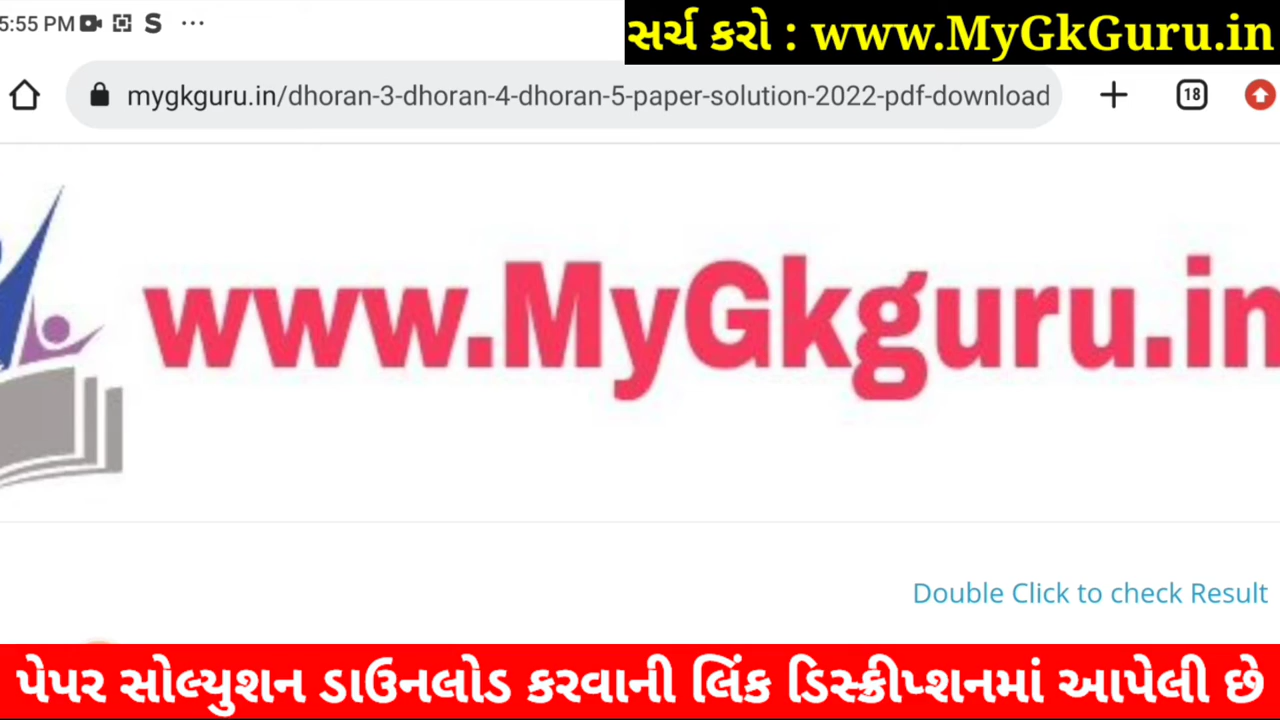 5:55 PM S ...
સર્ચ કરો : www.MyGkGuru.in
mygkguru.in/dhoran-3-dhoran-4-dhoran-5-paper-solution-2022-pdf-download
18
www.MyGkguru.in
Double Click to check Result
પેપર સોલ્યુશન ડાઉનલોડ કરવાની લિંક ડિસ્ક્રીપ્શનમાં આપેલી છે